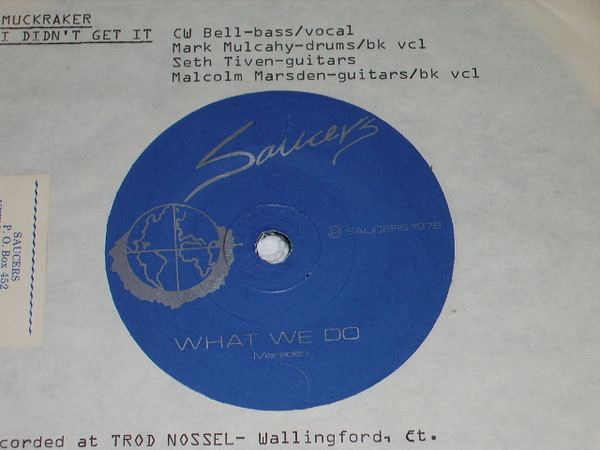 MUCKRAKER
I DIDN'T GET IT
CW Bell-bass/vocal
Mark Mulcahy-drums/bk vcl
Seth Tiven-guitars
Malcolm Marsden-guitars/bk vcl
Saucers
Ⓟ SAUCERS 1979
WHAT WE DO
Marsden
SAUCERS
P. O. Box 452
corded at TROD NOSSEL- Wallingford, Ct.